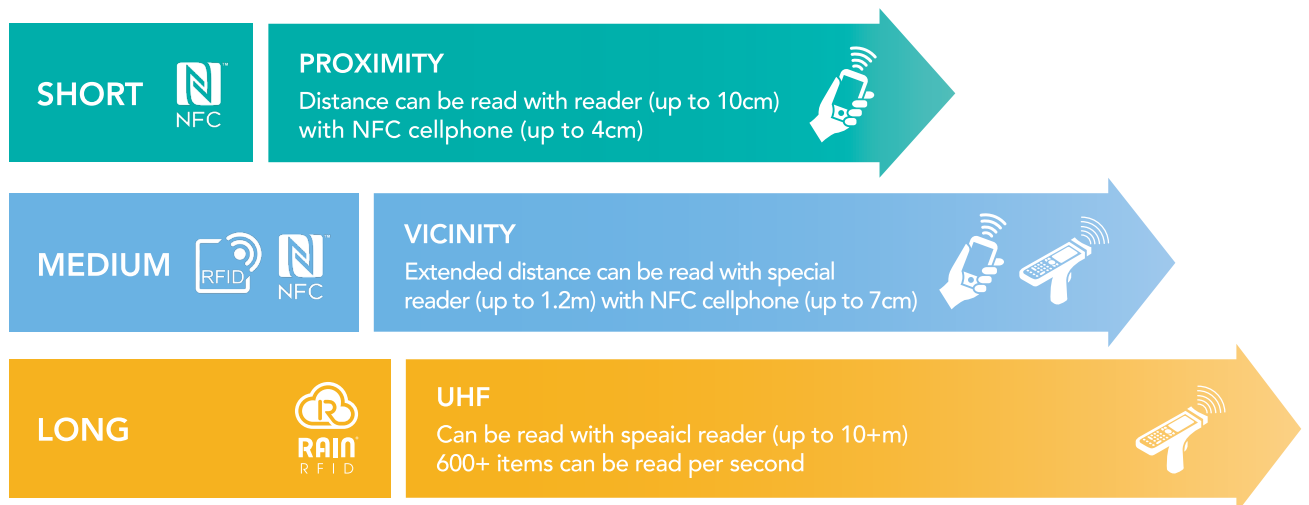 SHORT
NFC™
PROXIMITY
Distance can be read with reader (up to 10cm)
with NFC cellphone (up to 4cm)
MEDIUM
RFID
NFC™
VICINITY
Extended distance can be read with special
reader (up to 1.2m) with NFC cellphone (up to 7cm)
LONG
RAIN
RFID
UHF
Can be read with speaicl reader (up to 10+m)
600+ items can be read per second